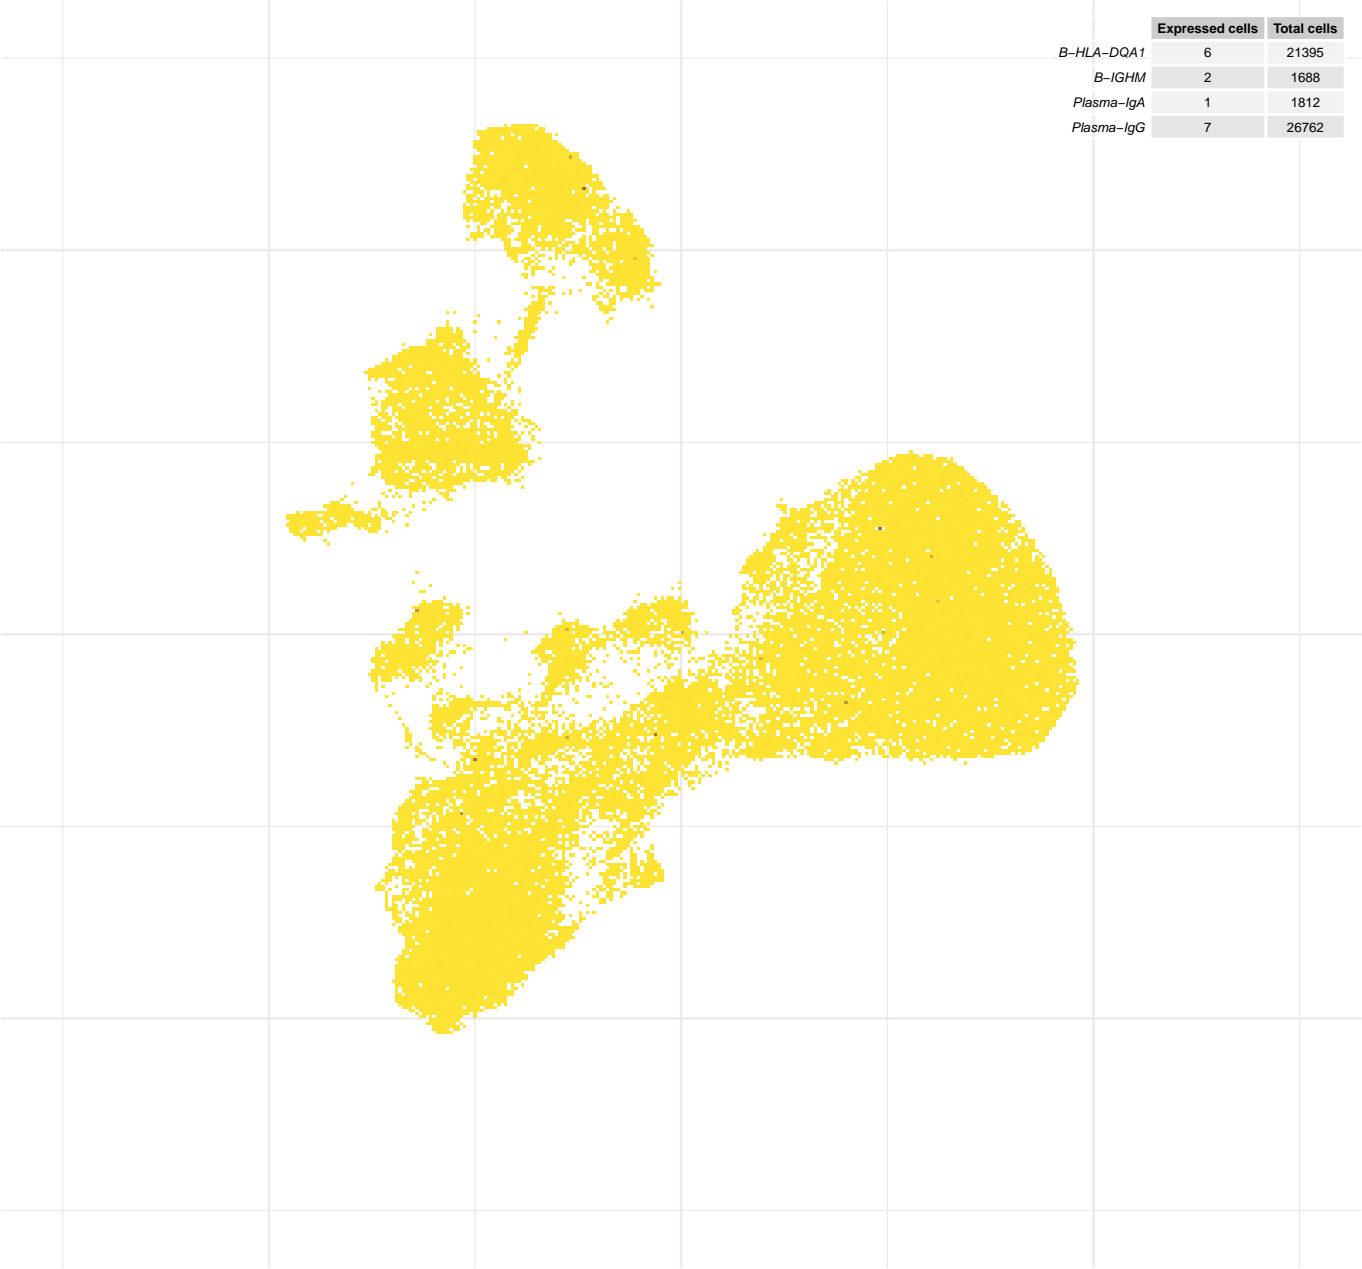 Expressed cells Total cells
B−HLA−DQA1 6 21395
B−IGHM 2 1688
Plasma−IgA 1 1812
Plasma−IgG 7 26762